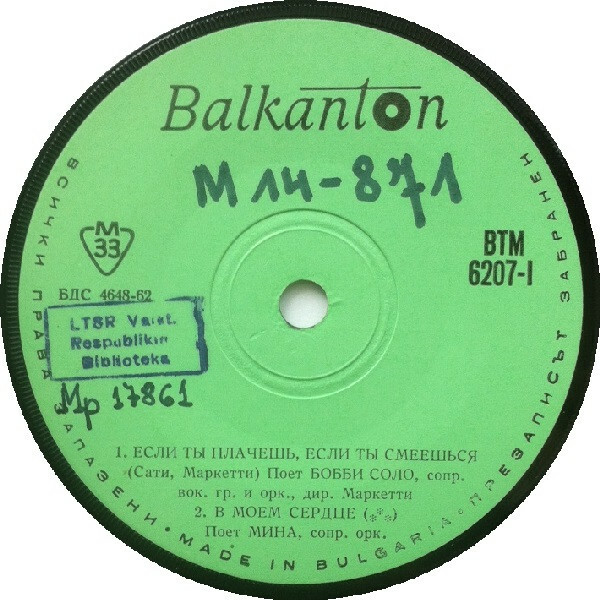 Balkanton
М 14-871
М
33
ВТМ
6207-I
БДС 4648-62
LTSR Valst.
Respublikin
Biblioteka
Мр 17861
1. ЕСЛИ ТЫ ПЛАЧЕШЬ, ЕСЛИ ТЫ СМЕЕШЬСЯ
(Сати, Маркетти) Поет БОББИ СОЛО, сопр.
вок. гр. и орк., дир. Маркетти
2. В МОЕМ СЕРДЦЕ (***)
Поет МИНА, сопр. орк.
ВСИЧКИ ПРАВА ЗАПАЗЕНИ • MADE IN BULGARIA • ПРЕЗАПИСЪТ ЗАБРАНЕН